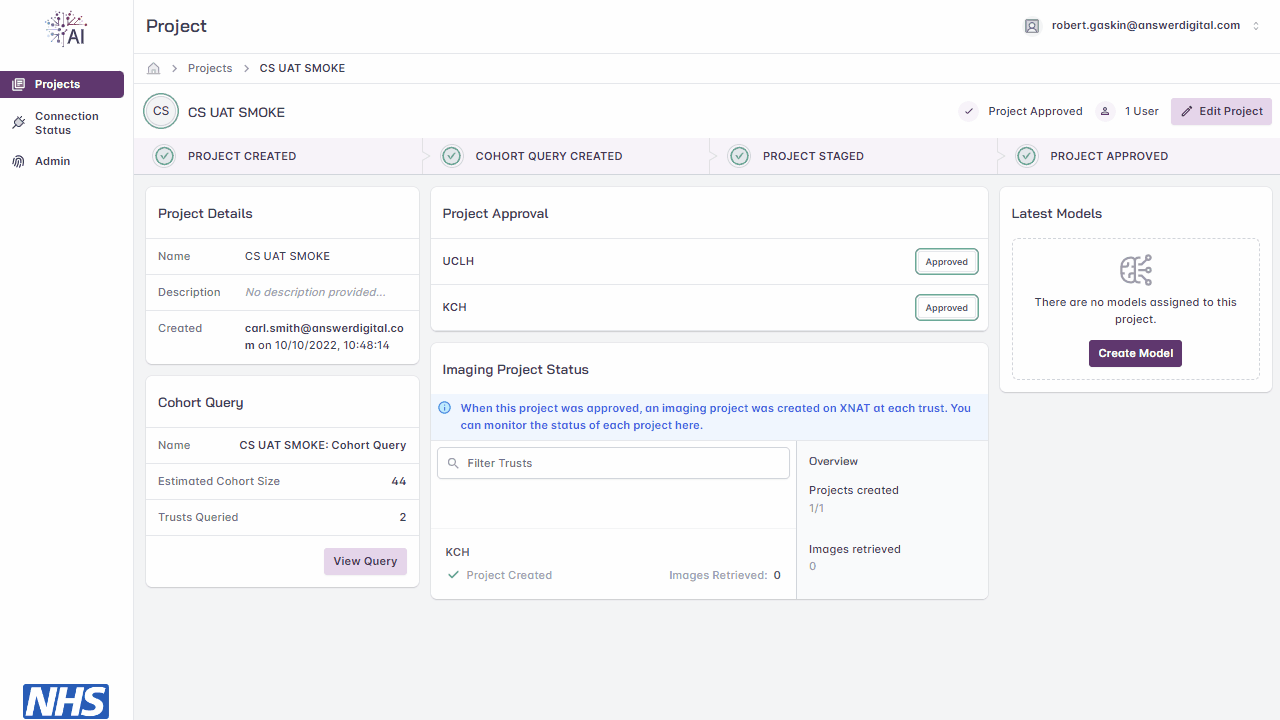 AI
Project
robert.gaskin@answerdigital.com
Projects
Connection
Status
Admin
Projects
CS UAT SMOKE
CS
CS UAT SMOKE
Project Approved
1 User
Edit Project
PROJECT CREATED
COHORT QUERY CREATED
PROJECT STAGED
PROJECT APPROVED
Project Details
Name
CS UAT SMOKE
Description
No description provided...
Created
carl.smith@answerdigital.co
m on 10/10/2022, 10:48:14
Cohort Query
Name
CS UAT SMOKE: Cohort Query
Estimated Cohort Size
44
Trusts Queried
2
View Query
Project Approval
UCLH
Approved
KCH
Approved
Imaging Project Status
When this project was approved, an imaging project was created on XNAT at each trust. You
can monitor the status of each project here.
Filter Trusts
KCH
Project Created
Images Retrieved: 0
Overview
Projects created
1/1
Images retrieved
0
Latest Models
There are no models assigned to this
project.
Create Model
NHS